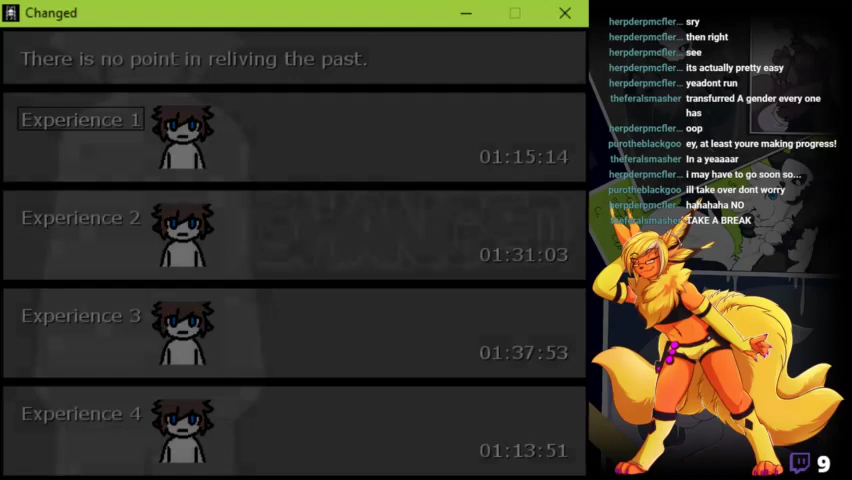 Changed
There is no point in reliving the past.
Experience 1
01:15:14
Experience 2
01:31:03
Experience 3
01:37:53
Experience 4
01:13:51
herpderpmcfler... sry
herpderpmcfler... then right
herpderpmcfler... see
herpderpmcfler... its actually pretty easy
herpderpmcfler... yeadont run
theferalsmasher transfurred A gender every one
has
herpderpmcfler... oop
purotheblackgoo ey, at least youre making progress!
theferalsmasher In a yeaaaar
herpderpmcfler... i may have to go soon so...
purotheblackgoo ill take over dont worry
herpderpmcfler... hahahaha NO
theferalsmasher TAKE A BREAK
9